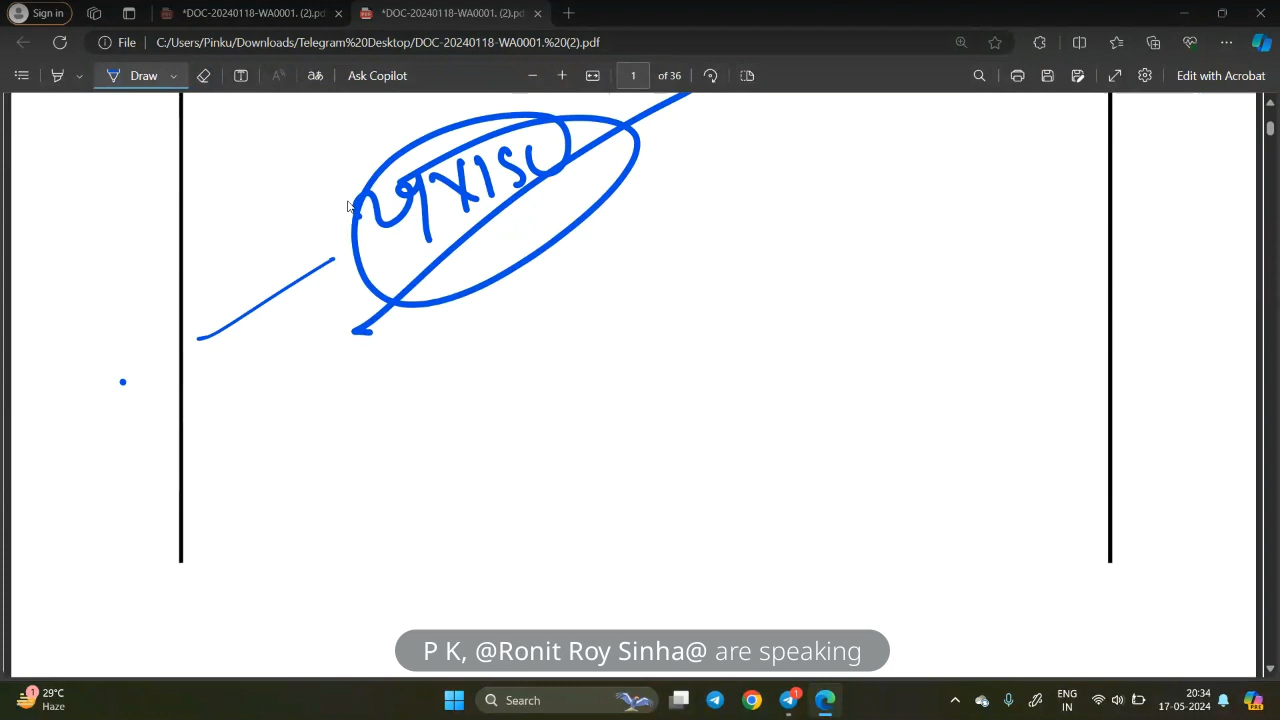 Sign in
*DOC-20240118-WA0001. (2).pd
*DOC-20240118-WA0001. (2).pd
File
C:/Users/Pinku/Downloads/Telegram%20Desktop/DOC-20240118-WA0001.%20(2).pdf
Draw
Ask Copilot
1 of 36
Edit with Acrobat
P K, @Ronit Roy Sinha@ are speaking
1
29°C
Haze
Search
1
ENG
IN
20:34
17-05-2024